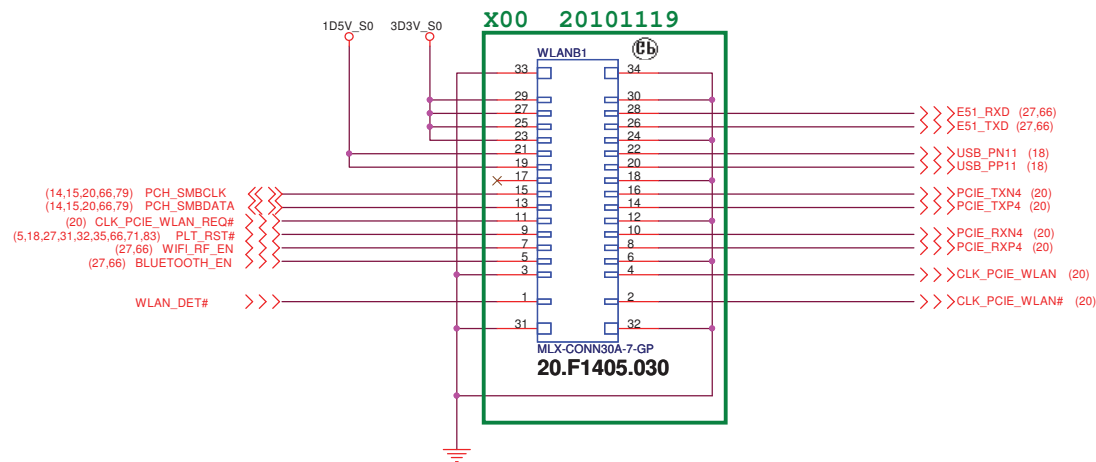 X00 20101119
1D5V_S0 3D3V_S0
WLANB1
33 34
29 30
27 28 E51_RXD (27,66)
25 26 E51_TXD (27,66)
23 24
21 22 USB_PN11 (18)
19 20 USB_PP11 (18)
17 18
(14,15,20,66,79) PCH_SMBCLK 15 16 PCIE_TXN4 (20)
(14,15,20,66,79) PCH_SMBDATA 13 14 PCIE_TXP4 (20)
(20) CLK_PCIE_WLAN_REQ# 11 12
(5,18,27,31,32,35,66,71,83) PLT_RST# 9 10 PCIE_RXN4 (20)
(27,66) WIFI_RF_EN 7 8 PCIE_RXP4 (20)
(27,66) BLUETOOTH_EN 5 6
3 4 CLK_PCIE_WLAN (20)
WLAN_DET# 1 2 CLK_PCIE_WLAN# (20)
31 32
MLX-CONN30A-7-GP
20.F1405.030